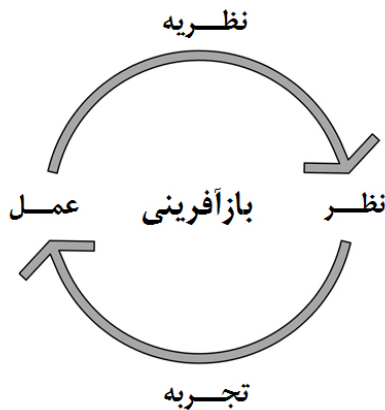 نظریه
نظر
بازآفرینی
عمل
تجربه